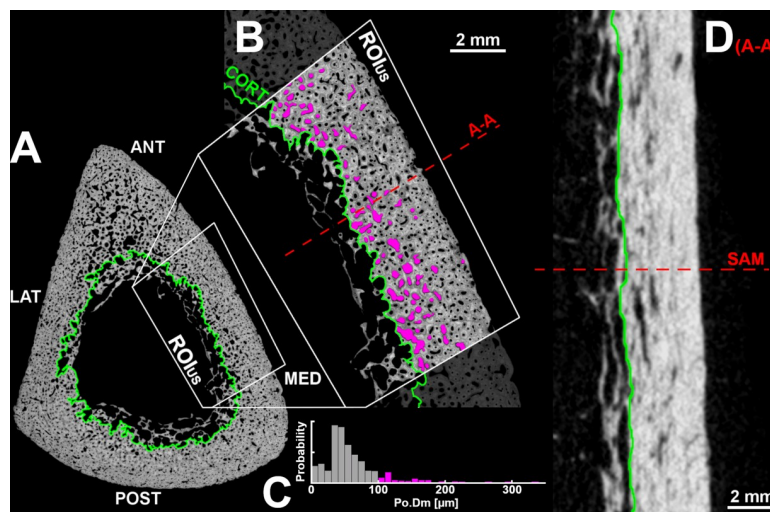 A
ANT
LAT
ROIUS
MED
POST
B
CORT
ROIUS
2 mm
A-A
C
Probability
0
100
200
300
Po.Dm [µm]
D
(A-A
SAM
2 mm